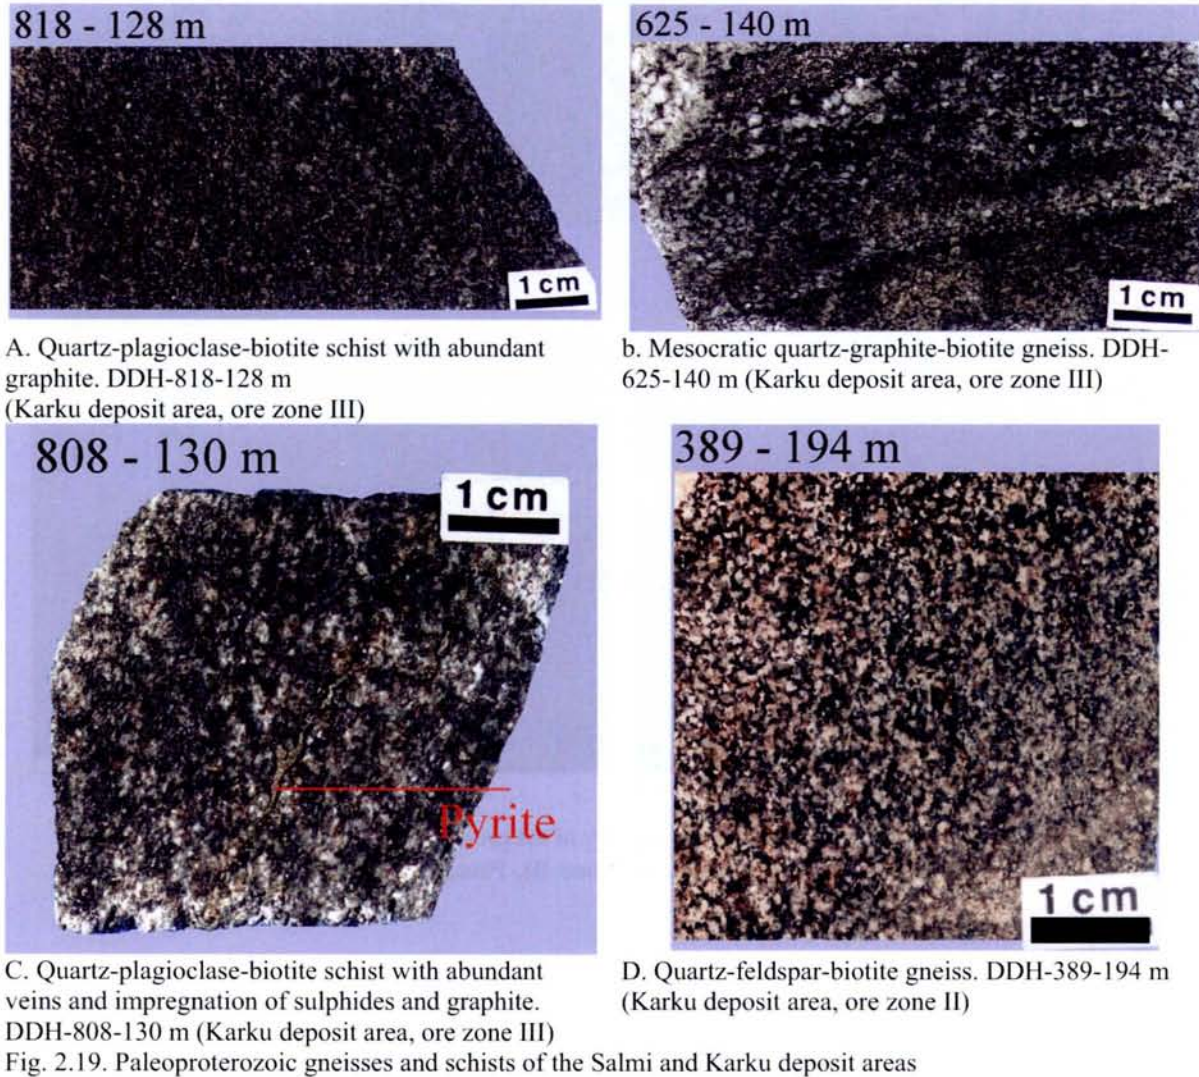 818 - 128 m
1 cm
A. Quartz-plagioclase-biotite schist with abundant
graphite. DDH-818-128 m
(Karku deposit area, ore zone III)
625 - 140 m
1 cm
b. Mesocratic quartz-graphite-biotite gneiss. DDH-
625-140 m (Karku deposit area, ore zone III)
808 - 130 m
1 cm
Pyrite
C. Quartz-plagioclase-biotite schist with abundant
veins and impregnation of sulphides and graphite.
DDH-808-130 m (Karku deposit area, ore zone III)
389 - 194 m
1 cm
D. Quartz-feldspar-biotite gneiss. DDH-389-194 m
(Karku deposit area, ore zone II)
Fig. 2.19. Paleoproterozoic gneisses and schists of the Salmi and Karku deposit areas